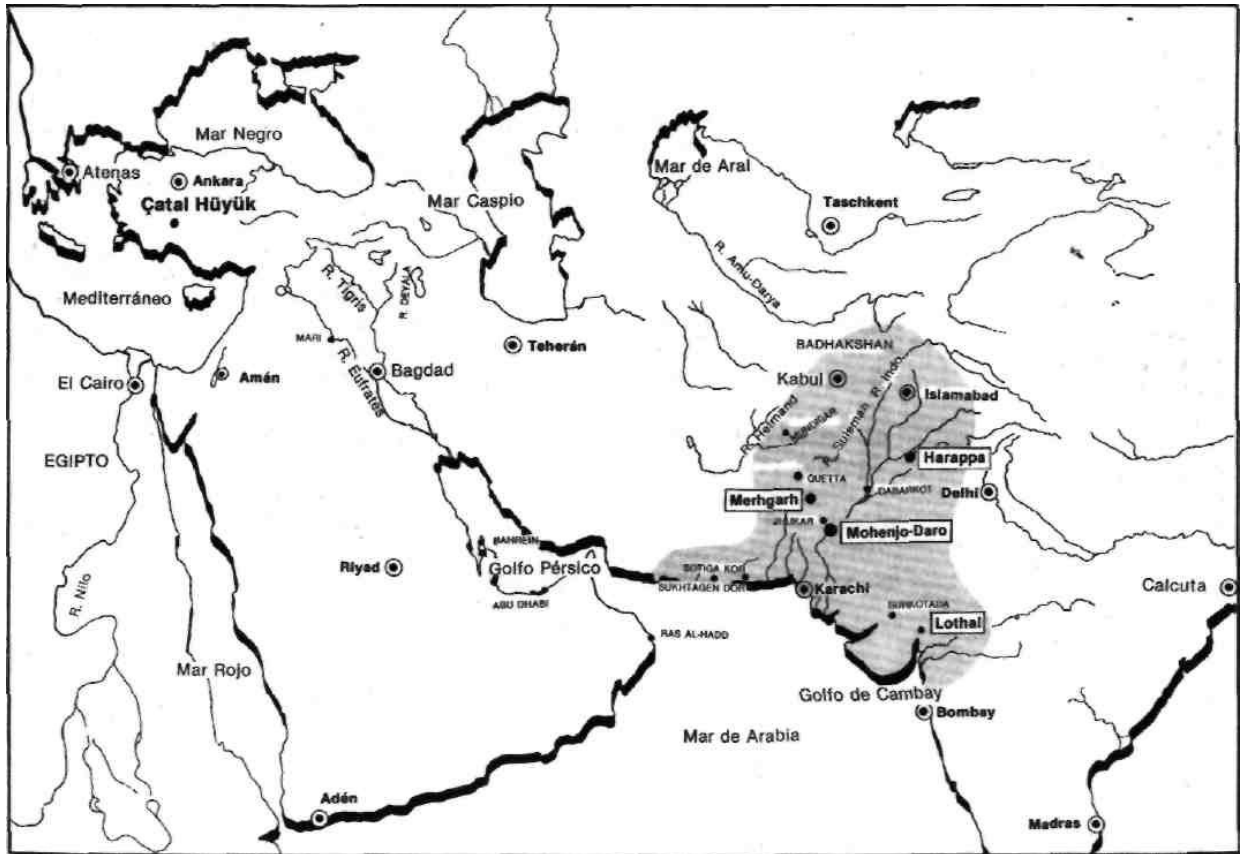 Mar Negro
Atenas
Ankara
Çatal Hüyük
Mar Caspio
Mar de Aral
Taschkent
R. Amu-Darya
Mediterráneo
R. Tigris
R. DEYALA
MARI
R. Eufrates
Bagdad
Teherán
El Cairo
Amán
EGIPTO
BADHAKSHAN
Kabul
R. Indo
Islamabad
R. Helmand
MUNDIGAR
R. Suleman
Harappa
QUETTA
DABARKOT
Delhi
Merhgarh
Mohenjo-Daro
Riyad
BAHREIN
Golfo Pérsico
ABU DHABI
SUKHTAGEN DOR
Karachi
Calcuta
R. Nilo
Mar Rojo
RAS AL-HADD
Lothal
Golfo de Cambay
Bombay
Mar de Arabia
Adén
Madras